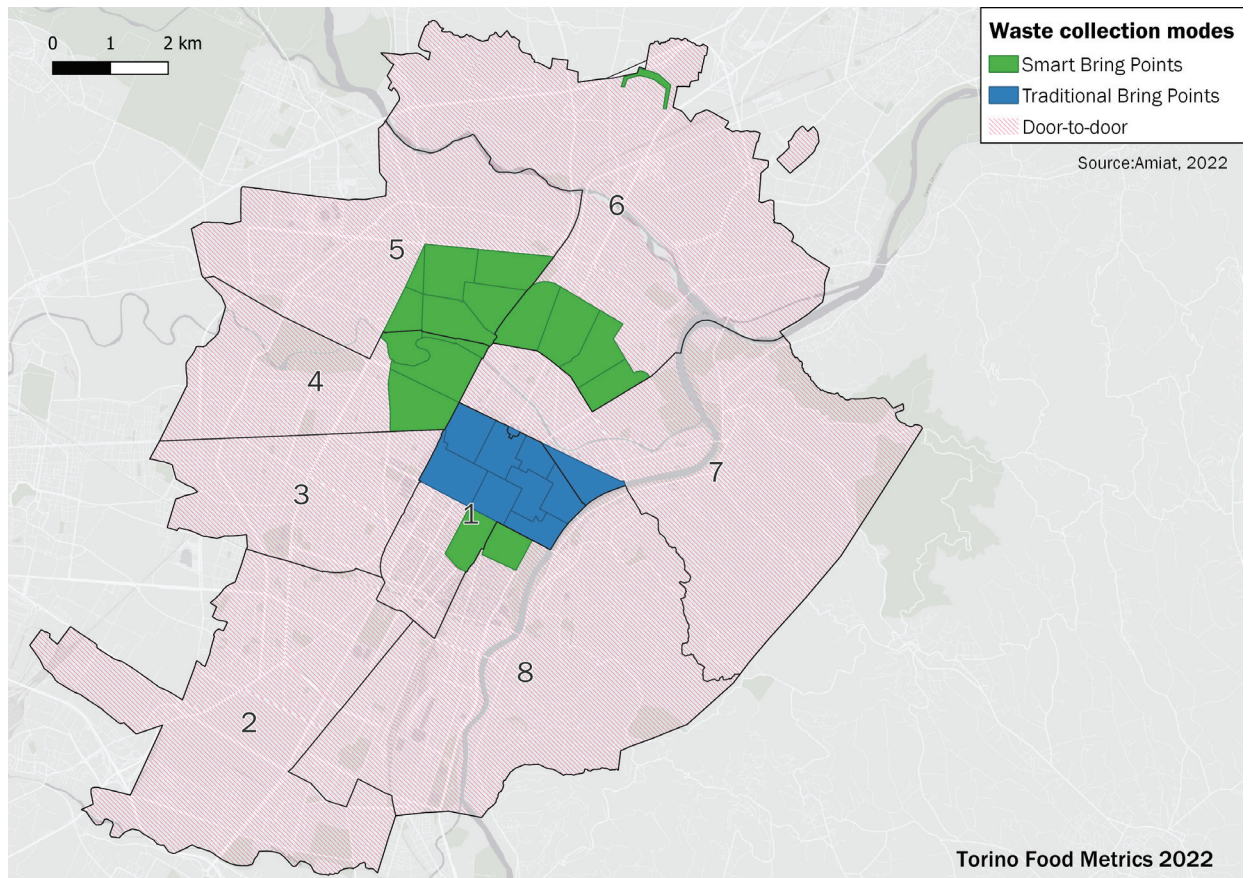 0 1 2 km
Waste collection modes
Smart Bring Points
Traditional Bring Points
Door-to-door
Source:Amiat, 2022
6
5
4
7
3
1
8
2
Torino Food Metrics 2022